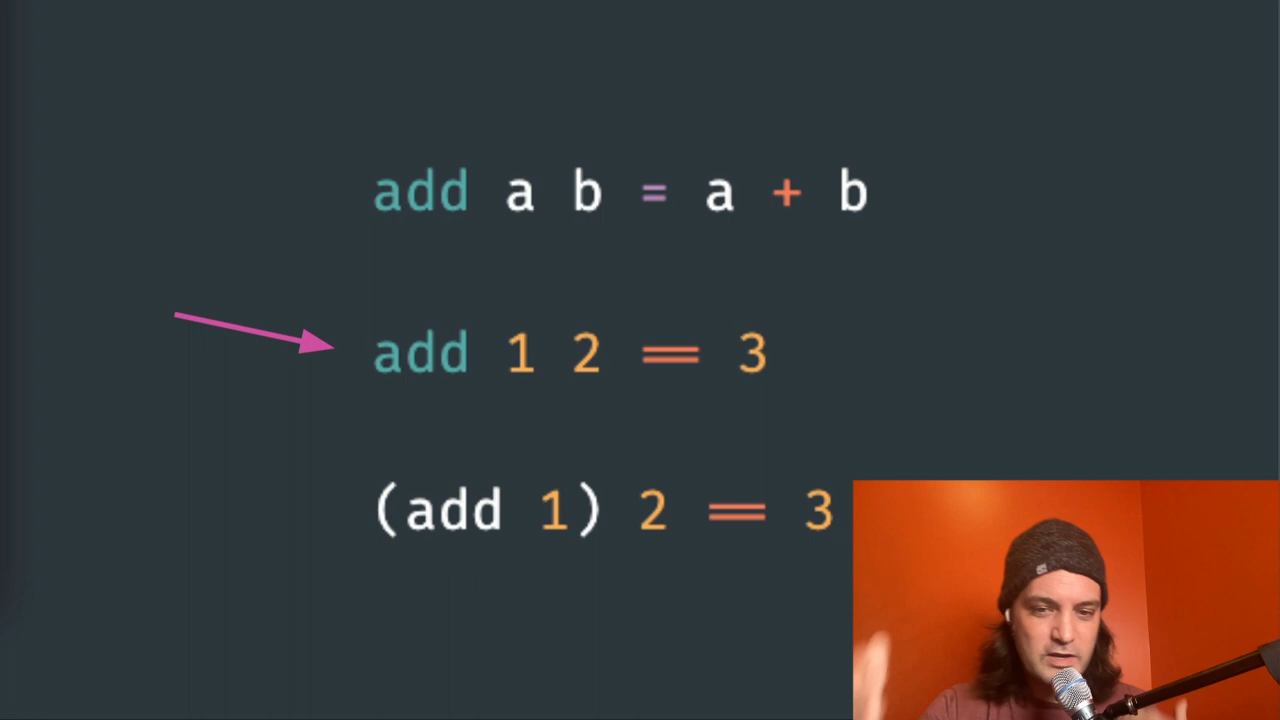 add a b = a + b
add 1 2 == 3
(add 1) 2 == 3